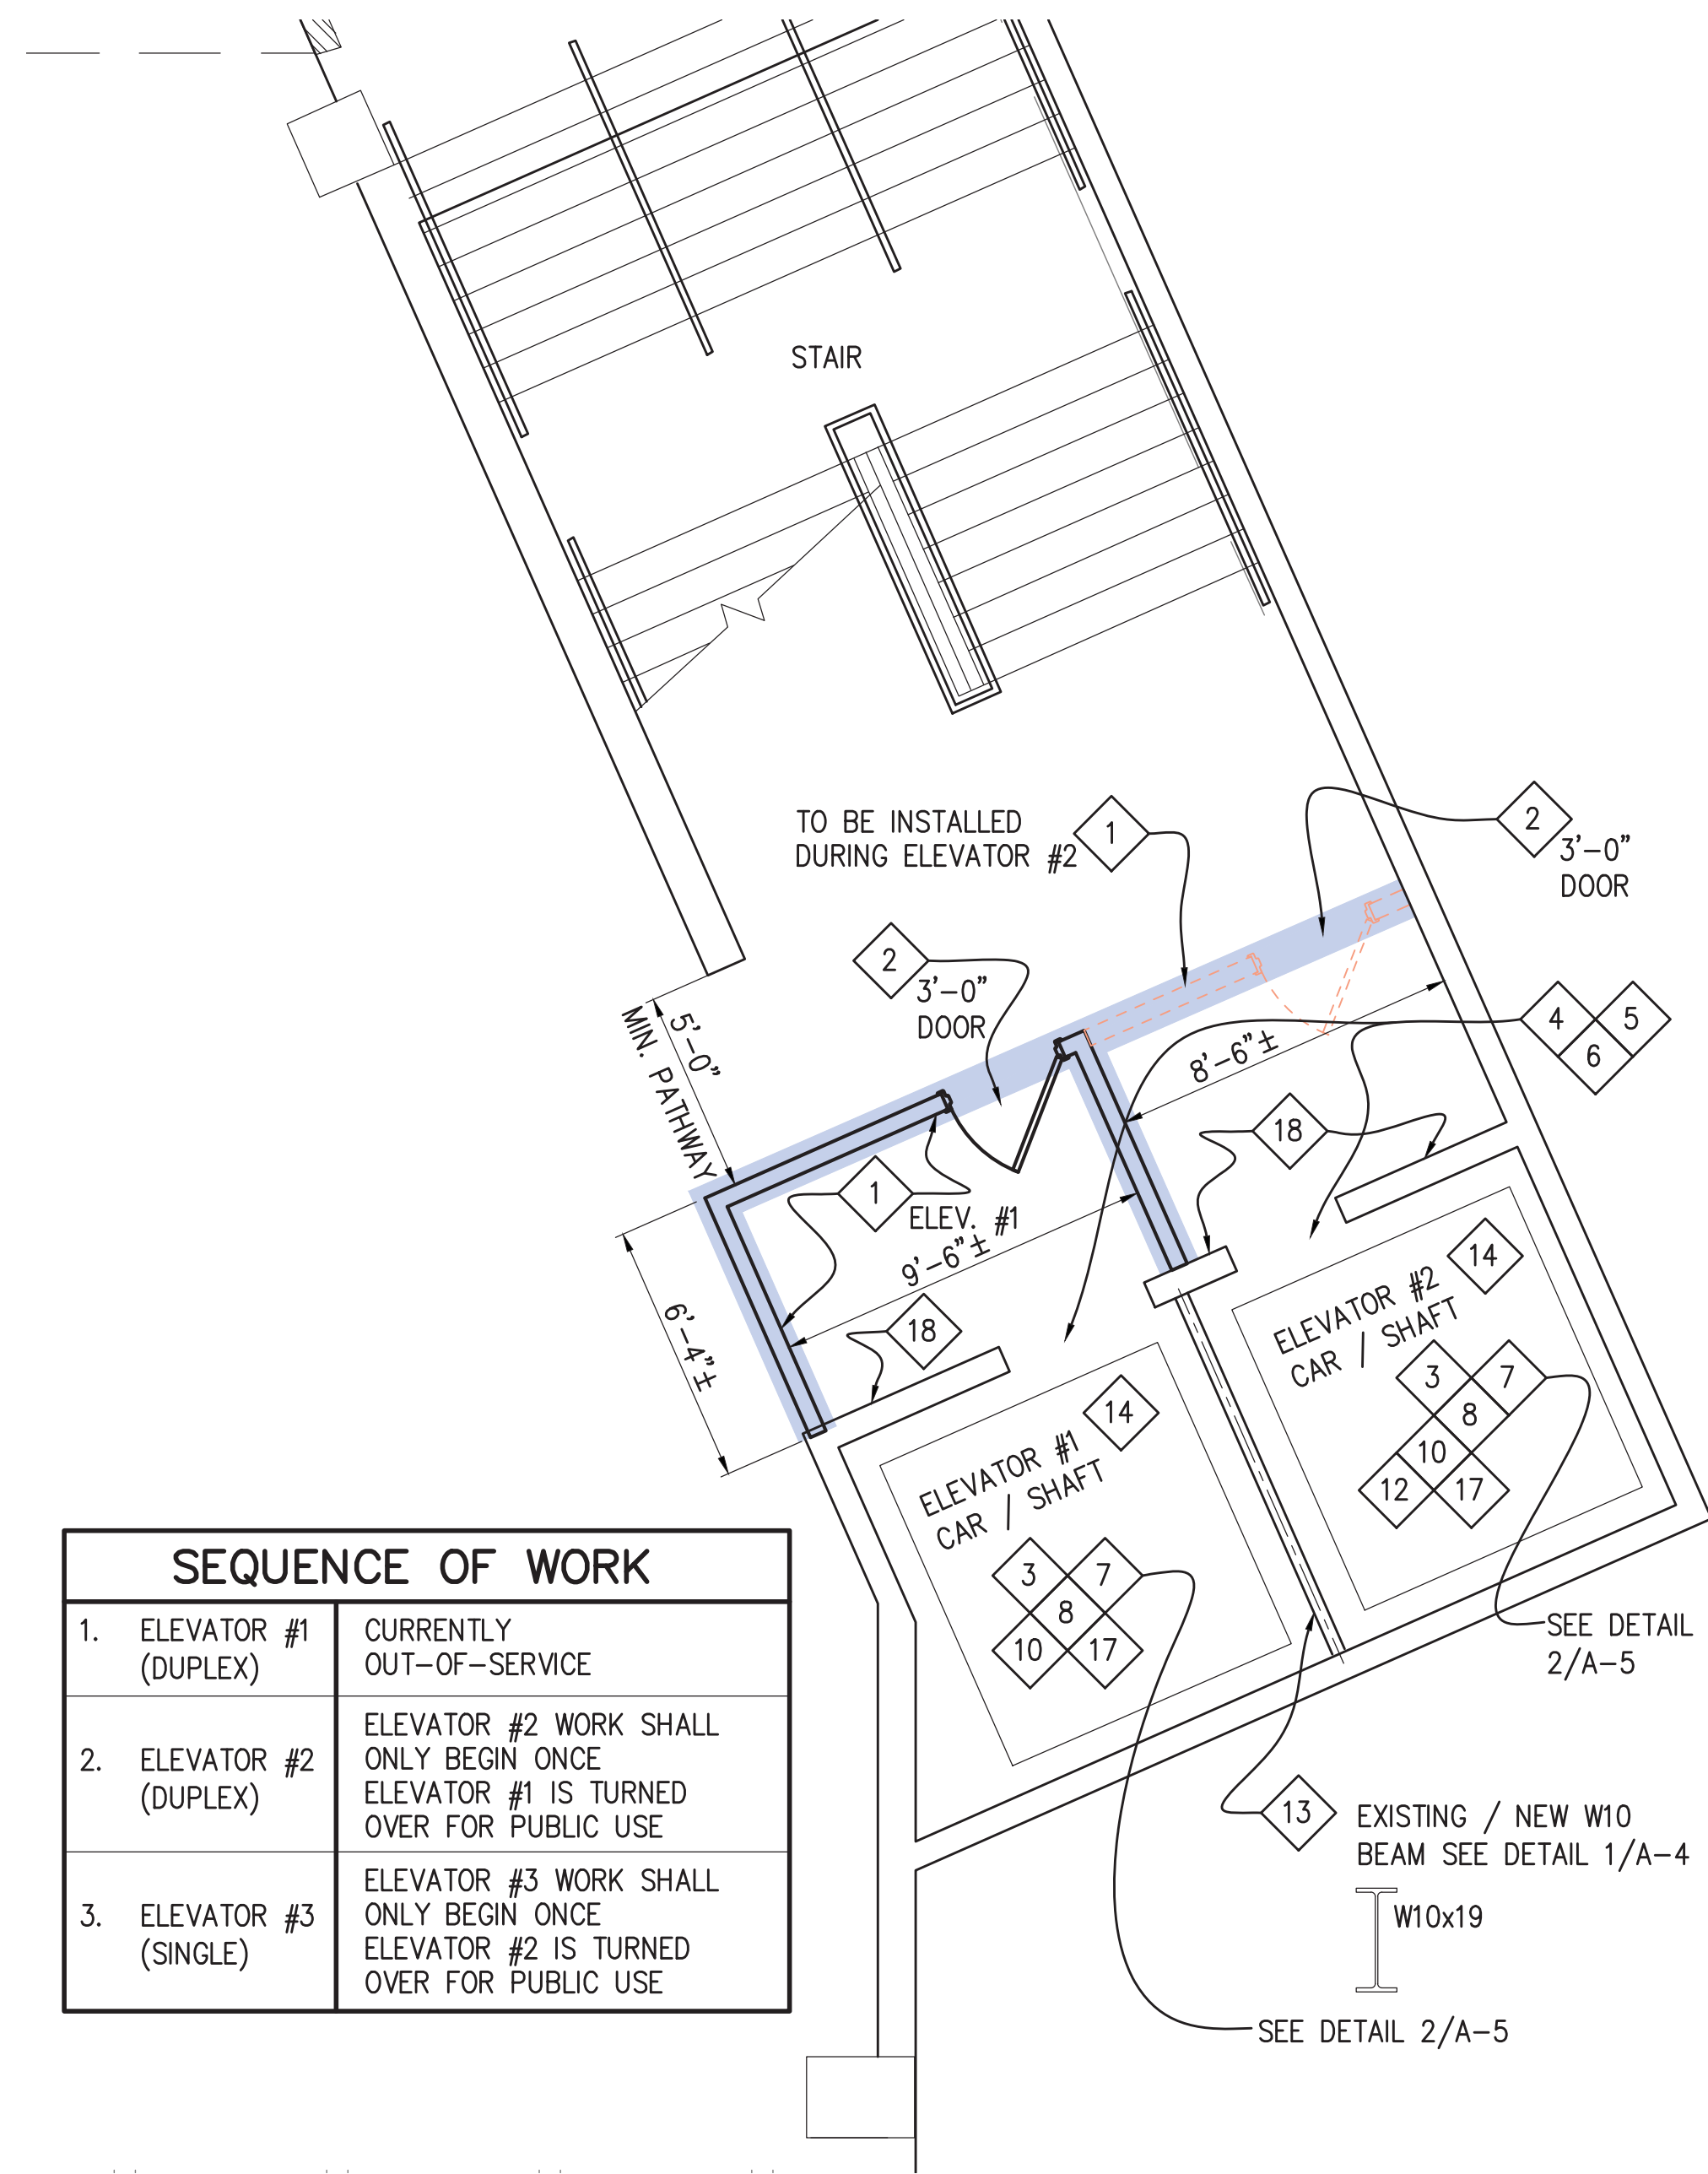 STAIR
TO BE INSTALLED
DURING ELEVATOR #2
1
2
3'-0"
DOOR
2
3'-0"
DOOR
5'-0"
MIN. PATHWAY
4
5
6
8'-6"±
18
1
ELEV. #1
9'-6"±
6'-4"±
18
14
ELEVATOR #2
CAR / SHAFT
3
7
8
10
12
17
14
ELEVATOR #1
CAR / SHAFT
3
7
8
10
17
SEE DETAIL
2/A-5
13
EXISTING / NEW W10
BEAM SEE DETAIL 1/A-4
W10x19
SEE DETAIL 2/A-5
SEQUENCE OF WORK
1. ELEVATOR #1
(DUPLEX)
CURRENTLY
OUT-OF-SERVICE
2. ELEVATOR #2
(DUPLEX)
ELEVATOR #2 WORK SHALL
ONLY BEGIN ONCE
ELEVATOR #1 IS TURNED
OVER FOR PUBLIC USE
3. ELEVATOR #3
(SINGLE)
ELEVATOR #3 WORK SHALL
ONLY BEGIN ONCE
ELEVATOR #2 IS TURNED
OVER FOR PUBLIC USE